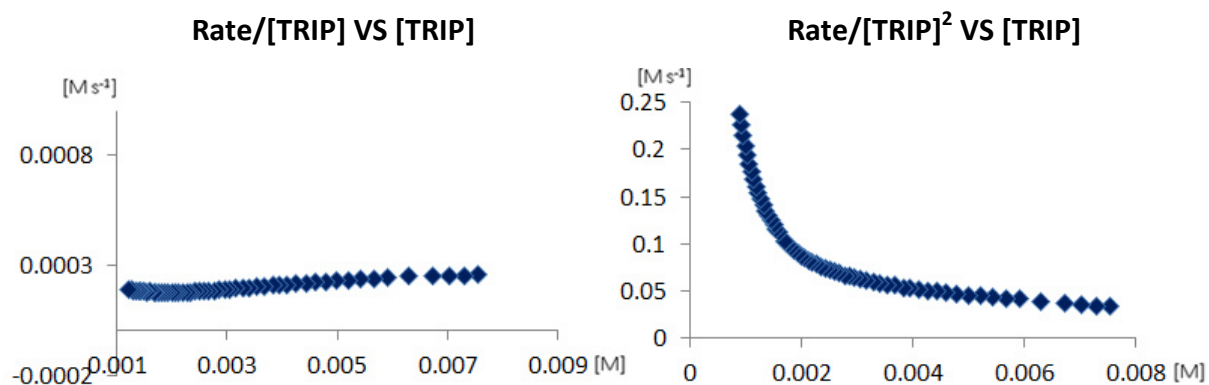 Rate/[TRIP] VS [TRIP]
[M s⁻¹]
0.0008
0.0003
-0.0002
0.001 0.003 0.005 0.007 0.009 [M]
Rate/[TRIP]² VS [TRIP]
[M s⁻¹]
0.25
0.2
0.15
0.1
0.05
0
0 0.002 0.004 0.006 0.008 [M]